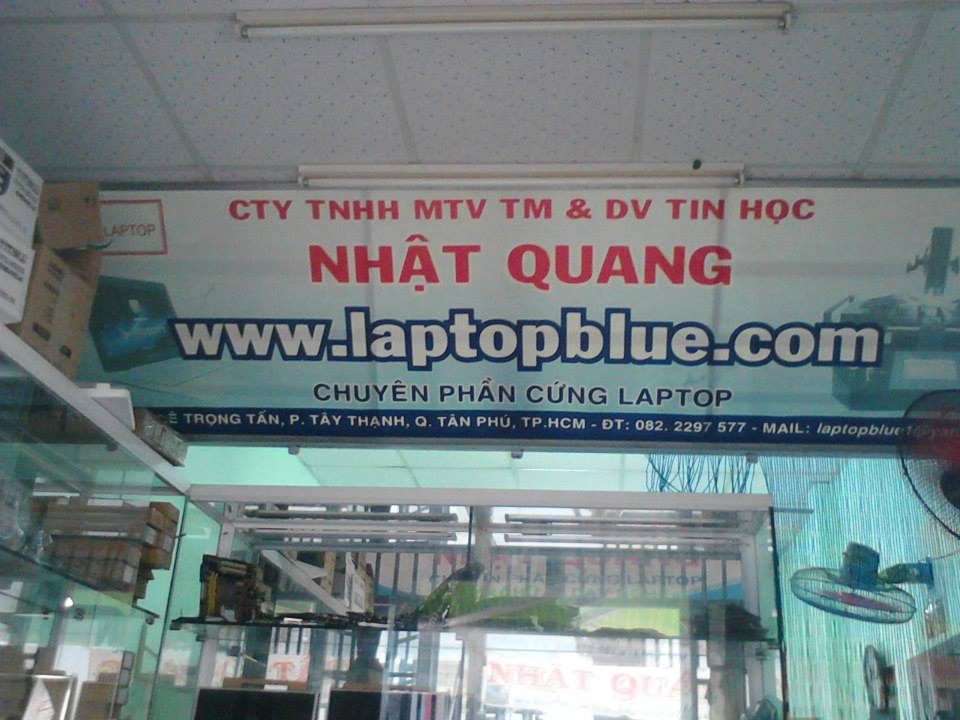 LAPTOP
CTY TNHH MTV TM & DV TIN HỌC
NHẬT QUANG
www.laptopblue.com
CHUYÊN PHẦN CỨNG LAPTOP
TRỌNG TẤN, P. TÂY THẠNH, Q. TÂN PHÚ, TP.HCM - ĐT: 082. 2297 577 - MAIL:
NHẬT